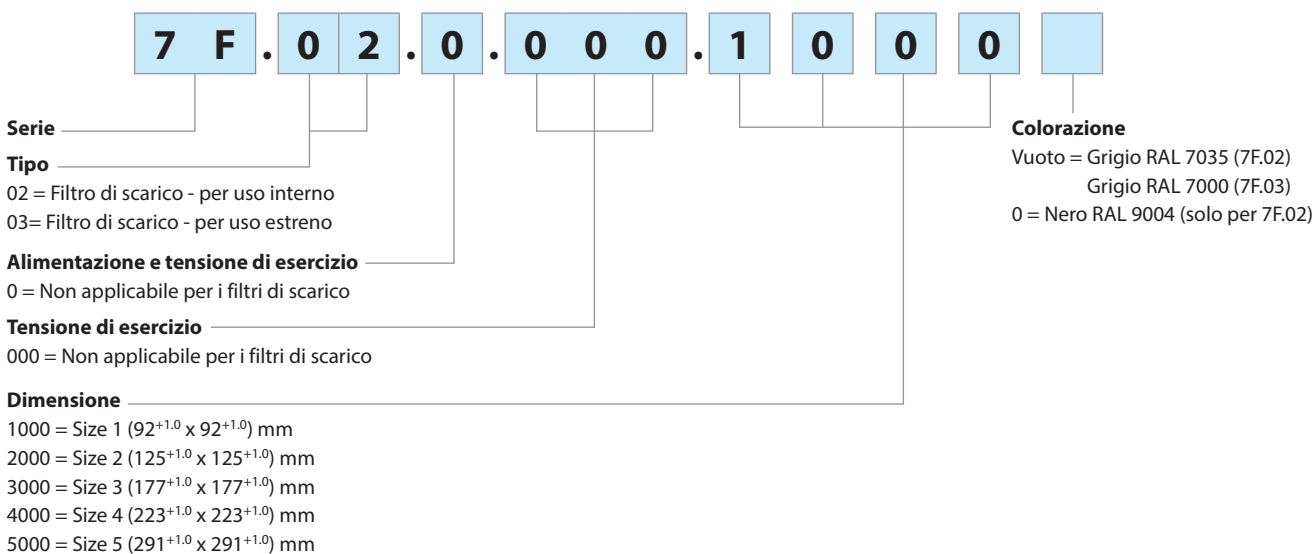 7 F . 0 2 . 0 . 0 0 0 . 1 0 0 0
Serie
Tipo
02 = Filtro di scarico - per uso interno
03= Filtro di scarico - per uso estreno
Alimentazione e tensione di esercizio
0 = Non applicabile per i filtri di scarico
Tensione di esercizio
000 = Non applicabile per i filtri di scarico
Dimensione
1000 = Size 1 (92+1.0 x 92+1.0) mm
2000 = Size 2 (125+1.0 x 125+1.0) mm
3000 = Size 3 (177+1.0 x 177+1.0) mm
4000 = Size 4 (223+1.0 x 223+1.0) mm
5000 = Size 5 (291+1.0 x 291+1.0) mm
Colorazione
Vuoto = Grigio RAL 7035 (7F.02)
Grigio RAL 7000 (7F.03)
0 = Nero RAL 9004 (solo per 7F.02)